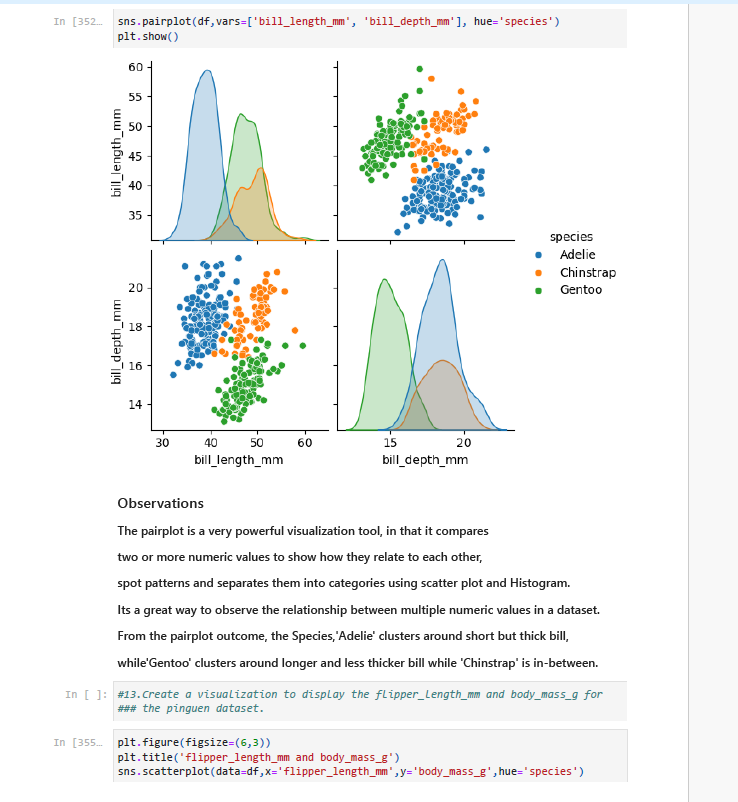 In [352…
sns.pairplot(df,vars=['bill_length_mm', 'bill_depth_mm'], hue='species')
plt.show()
60
55
50
45
40
35
bill_length_mm
species
Adelie
Chinstrap
Gentoo
20
18
16
14
bill_depth_mm
30 40 50 60
bill_length_mm
15 20
bill_depth_mm
Observations
The pairplot is a very powerful visualization tool, in that it compares
two or more numeric values to show how they relate to each other,
spot patterns and separates them into categories using scatter plot and Histogram.
Its a great way to observe the relationship between multiple numeric values in a dataset.
From the pairplot outcome, the Species,'Adelie' clusters around short but thick bill,
while'Gentoo' clusters around longer and less thicker bill while 'Chinstrap' is in-between.
In [ ]:
#13.Create a visualization to display the flipper_length_mm and body_mass_g for
### the pinguen dataset.
In [355…
plt.figure(figsize=(6,3))
plt.title('flipper_length_mm and body_mass_g')
sns.scatterplot(data=df,x='flipper_length_mm',y='body_mass_g',hue='species')